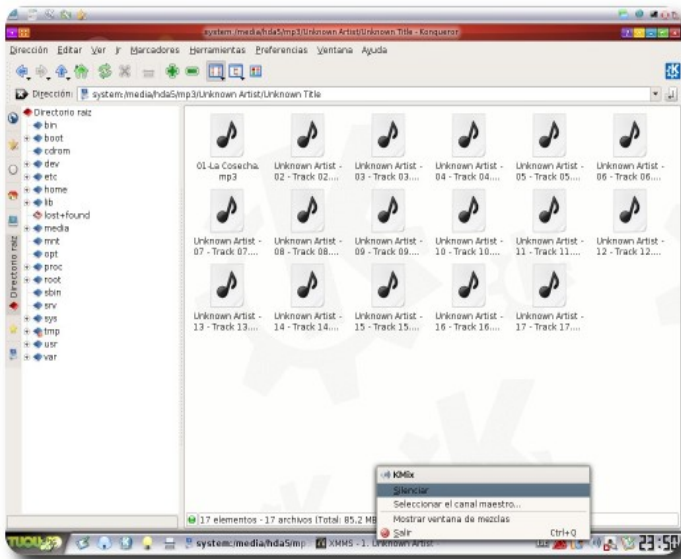 system:/media/hda5/mp3/Unknown Artist/Unknown Title - Konqueror
Dirección Editar Ver Ir Marcadores Herramientas Preferencias Ventana Ayuda
Dirección: system:/media/hda5/mp3/Unknown Artist/Unknown Title
Directorio raiz
Directorio raiz
bin
boot
cdrom
dev
etc
home
lib
lost+found
media
mnt
opt
proc
root
sbin
srv
sys
tmp
usr
var
01-La Cosecha.
mp3
Unknown Artist -
02 - Track 02....
Unknown Artist -
03 - Track 03....
Unknown Artist -
04 - Track 04....
Unknown Artist -
05 - Track 05....
Unknown Artist -
06 - Track 06....
Unknown Artist -
07 - Track 07....
Unknown Artist -
08 - Track 08....
Unknown Artist -
09 - Track 09....
Unknown Artist -
10 - Track 10....
Unknown Artist -
11 - Track 11....
Unknown Artist -
12 - Track 12....
Unknown Artist -
13 - Track 13....
Unknown Artist -
14 - Track 14....
Unknown Artist -
15 - Track 15....
Unknown Artist -
16 - Track 16....
Unknown Artist -
17 - Track 17....
KMix
Silenciar
Seleccionar el canal maestro...
Mostrar ventana de mezclas
Salir Ctrl+Q
17 elementos - 17 archivos (Total: 85.2 MB
system:/media/hda5/mp XMMS - 1. Unknown Artist -
23:50